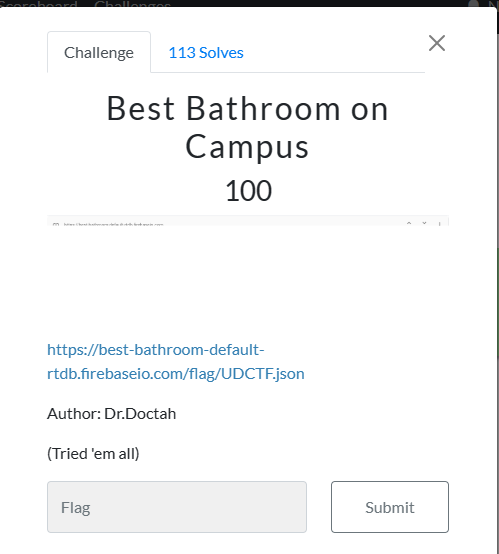 Scoreboard Challenges
Challenge
113 Solves
Best Bathroom on
Campus
100
https://best-bathroom-default-
rtdb.firebaseio.com/flag/UDCTF.json
Author: Dr.Doctah
(Tried 'em all)
Flag
Submit